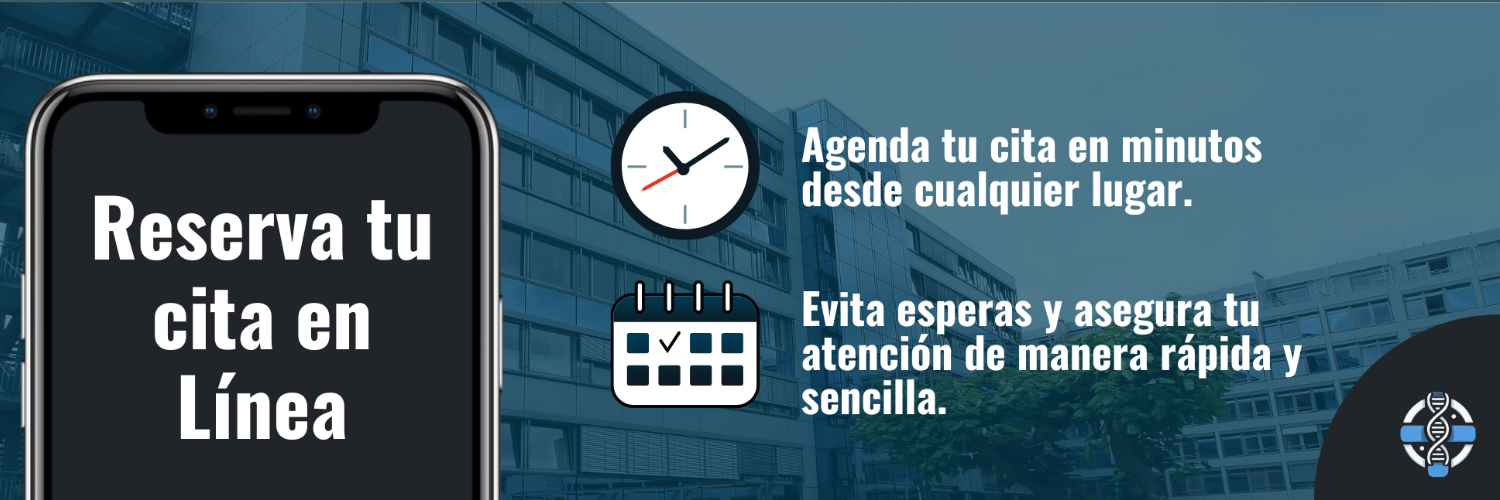 Reserva tu
cita en
Línea
Agenda tu cita en minutos
desde cualquier lugar.
Evita esperas y asegura tu
atención de manera rápida y
sencilla.